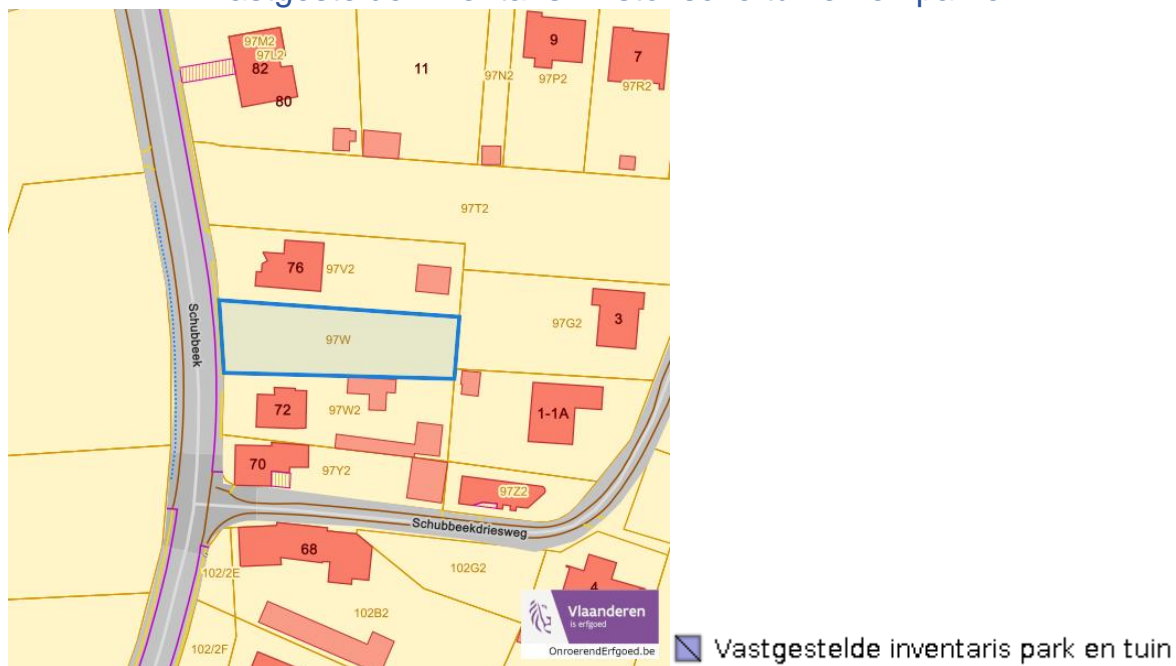 97M2
97L2
82
80
11
97N2
9
97P2
7
97R2
97T2
76
97V2
Schubbeek
97W
97G2
3
72
97W2
1-1A
70
97Y2
97Z2
Schubbeekdriesweg
68
102/2E
102G2
4
102B2
102/2F
Vlaanderen
is erfgoed
OnroerendErfgoed.be
Vastgestelde inventaris park en tuin